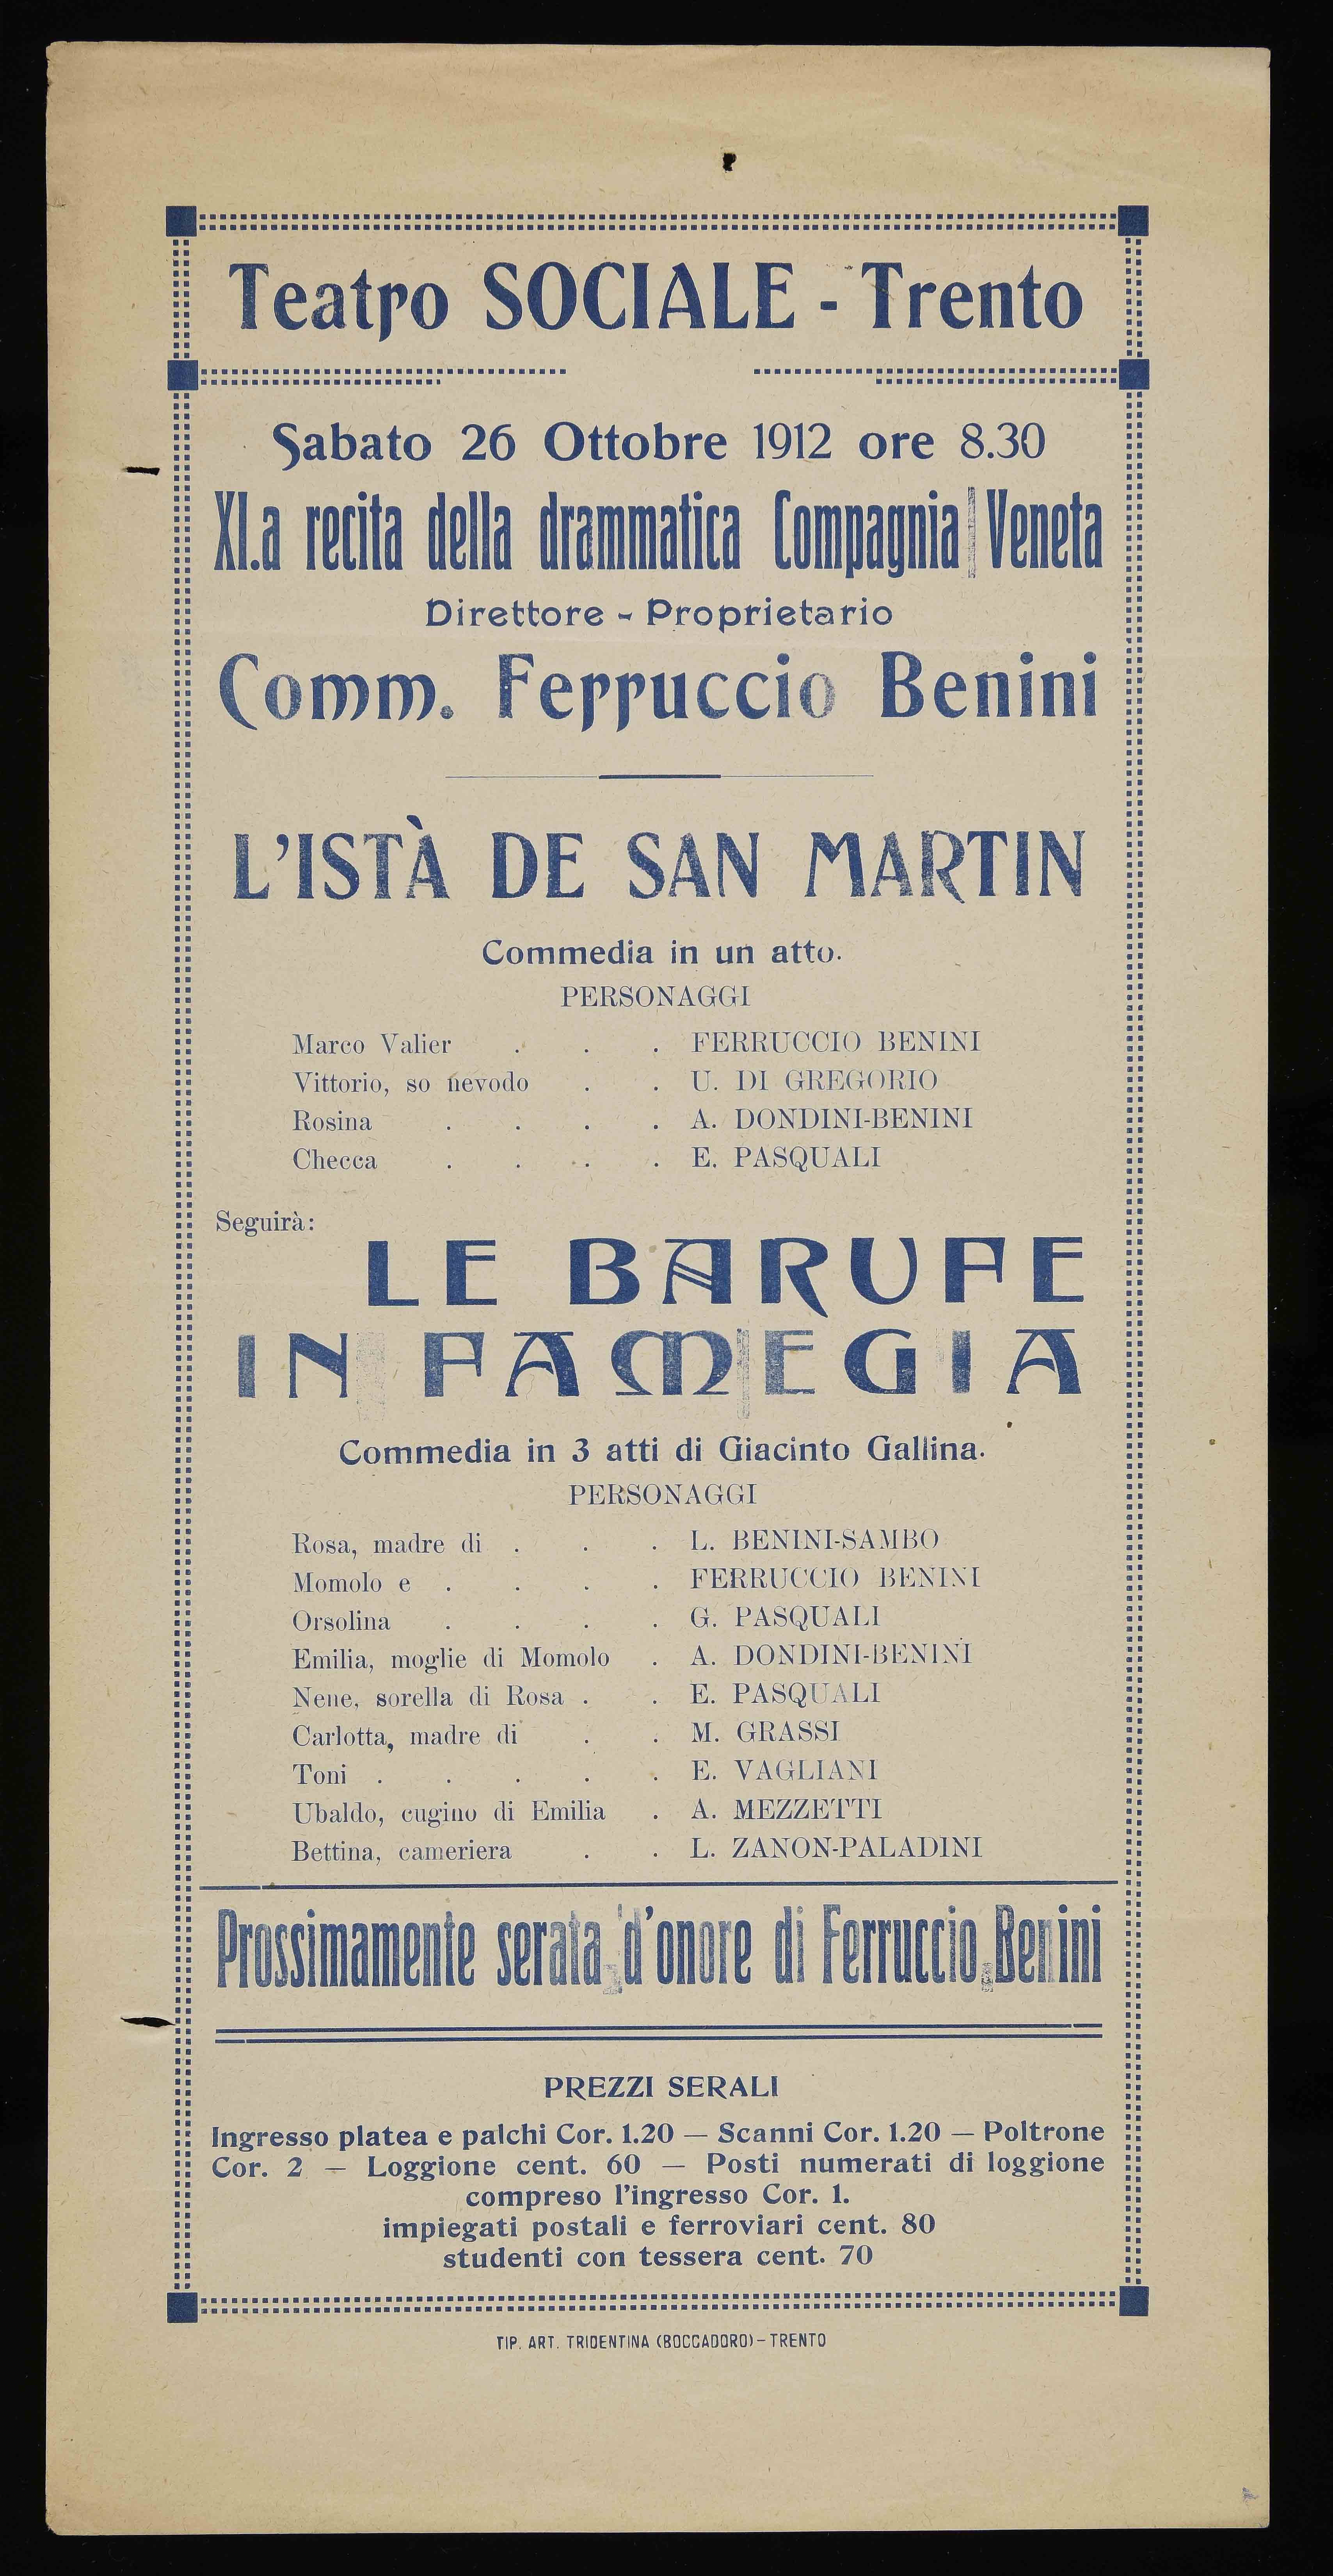 Teatro SOCIALE - Trento
Sabato 26 Ottobre 1912 ore 8.30
XI.a recita della drammatica Compagnia Veneta
Direttore - Proprietario
Comm. Ferruccio Benini
L'ISTÀ DE SAN MARTIN
Commedia in un atto.
PERSONAGGI
Marco Valier . . . FERRUCCIO BENINI
Vittorio, so nevodo . . U. DI GREGORIO
Rosina . . . . A. DONDINI-BENINI
Checca . . . . E. PASQUALI
Seguirà:
LE BARUFE
IN FAMEGIA
Commedia in 3 atti di Giacinto Gallina.
PERSONAGGI
Rosa, madre di . . . L. BENINI-SAMBO
Momolo e . . . . FERRUCCIO BENINI
Orsolina . . . . G. PASQUALI
Emilia, moglie di Momolo . A. DONDINI-BENINI
Nene, sorella di Rosa . . E. PASQUALI
Carlotta, madre di . . M. GRASSI
Toni . . . . . E. VAGLIANI
Ubaldo, cugino di Emilia . A. MEZZETTI
Bettina, cameriera . . L. ZANON-PALADINI
Prossimamente serata d'onore di Ferruccio Benini
PREZZI SERALI
Ingresso platea e palchi Cor. 1.20 — Scanni Cor. 1.20 — Poltrone
Cor. 2 — Loggione cent. 60 — Posti numerati di loggione
compreso l'ingresso Cor. 1.
impiegati postali e ferroviari cent. 80
studenti con tessera cent. 70
TIP. ART. TRIDENTINA (BOCCADORO) - TRENTO